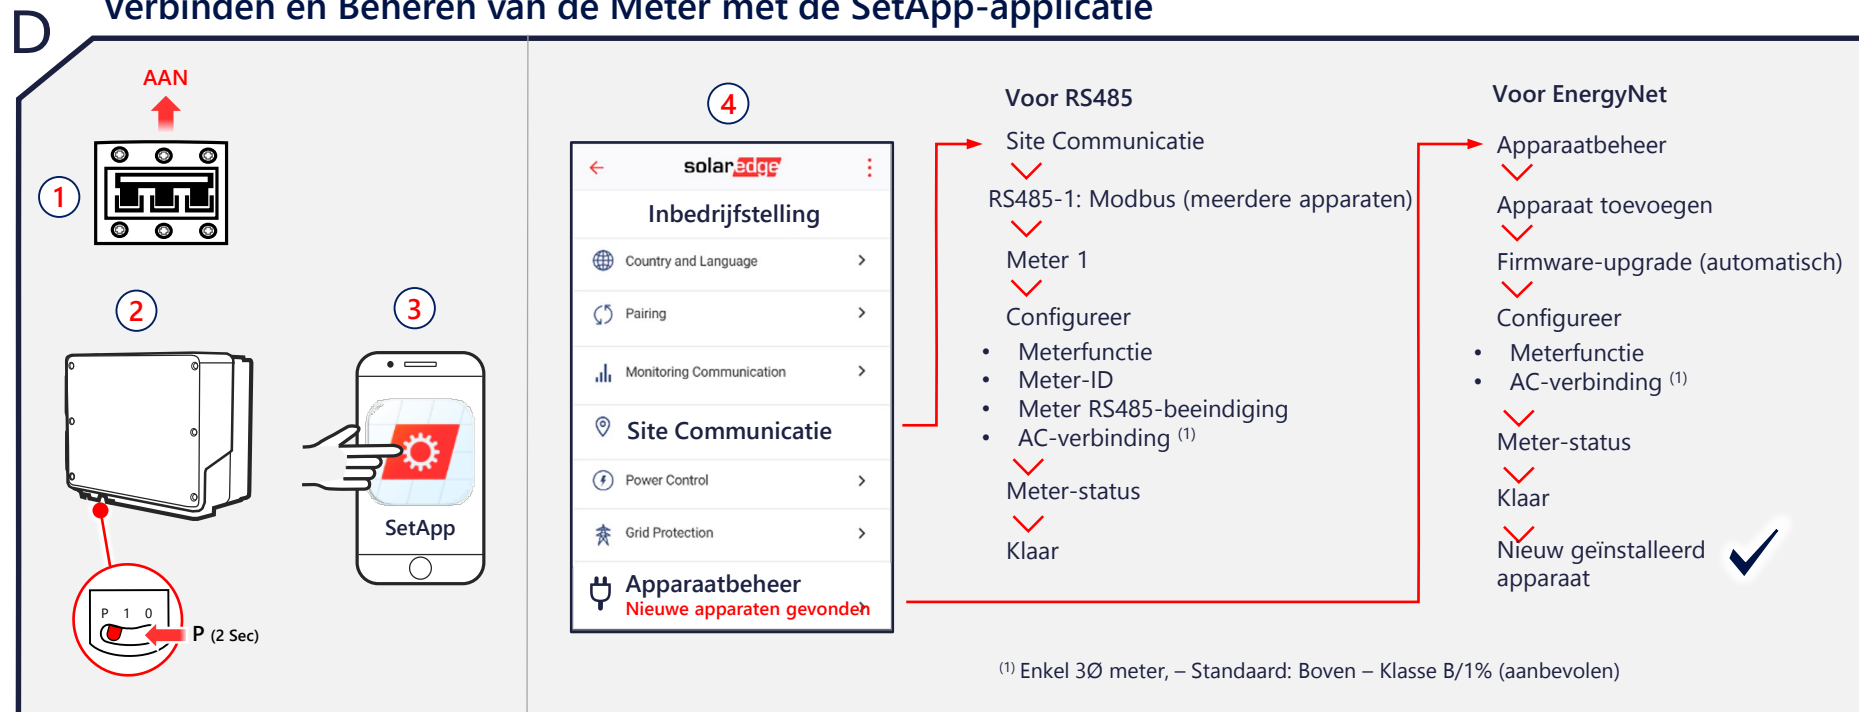 D
Verbinden en Beheren van de Meter met de SetApp-applicatie
AAN
1
2
P 1 0
P (2 Sec)
3
SetApp
4
solaredge
Inbedrijfstelling
Country and Language
Pairing
Monitoring Communication
Site Communicatie
Power Control
Grid Protection
Apparaatbeheer
Nieuwe apparaten gevonden
Voor RS485
Site Communicatie
RS485-1: Modbus (meerdere apparaten)
Meter 1
Configureer
• Meterfunctie
• Meter-ID
• Meter RS485-beeindiging
• AC-verbinding (1)
Meter-status
Klaar
Voor EnergyNet
Apparaatbeheer
Apparaat toevoegen
Firmware-upgrade (automatisch)
Configureer
• Meterfunctie
• AC-verbinding (1)
Meter-status
Klaar
Nieuw geïnstalleerd
apparaat
(1) Enkel 3Ø meter, – Standaard: Boven – Klasse B/1% (aanbevolen)